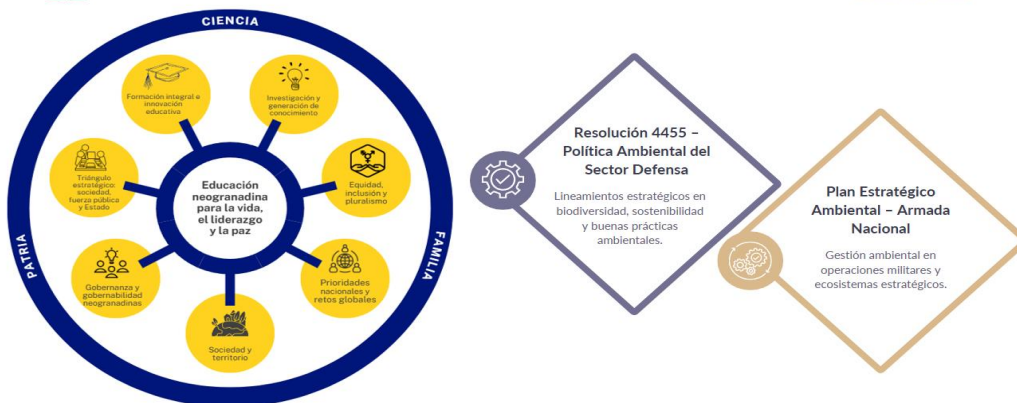 CIENCIA
PATRIA
FAMILIA
Formación integral e
innovación
educativa
Investigación y
generación de
conocimiento
Triángulo
estratégico:
sociedad,
fuerza pública
y Estado
Equidad,
inclusión y
pluralismo
Educación
neogranadina
para la vida,
el liderazgo
y la paz
Gobernanza y
gobernabilidad
neogranadinas
Prioridades
nacionales y
retos globales
Sociedad y
territorio
Resolución 4455 –
Política Ambiental del
Sector Defensa
Lineamientos estratégicos en
biodiversidad, sostenibilidad
y buenas prácticas
ambientales.
Plan Estratégico
Ambiental – Armada
Nacional
Gestión ambiental en
operaciones militares y
ecosistemas estratégicos.